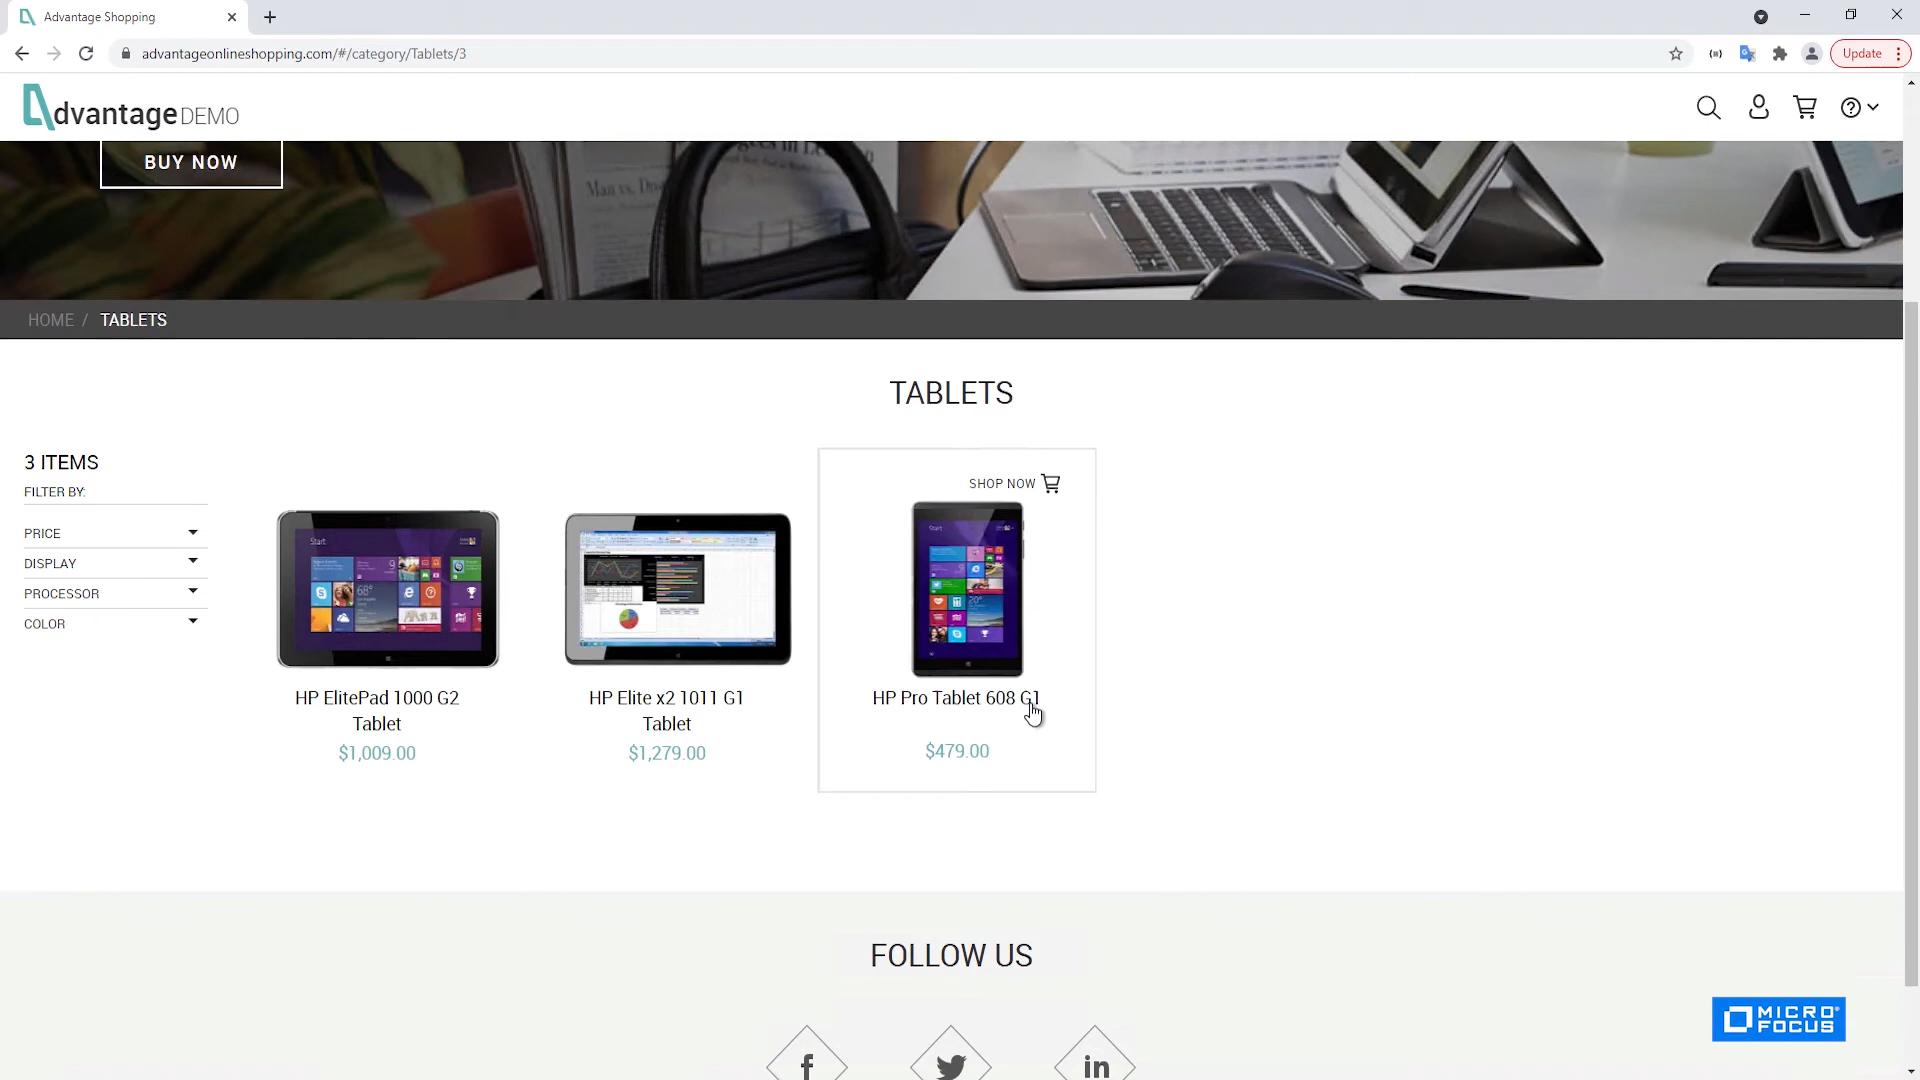 Advantage Shopping
advantageonlineshopping.com/#/category/Tablets/3
Update
dvantage DEMO
BUY NOW
HOME / TABLETS
TABLETS
3 ITEMS
FILTER BY:
PRICE
DISPLAY
PROCESSOR
COLOR
HP ElitePad 1000 G2
Tablet
$1,009.00
HP Elite x2 1011 G1
Tablet
$1,279.00
SHOP NOW
HP Pro Tablet 608 G1
$479.00
FOLLOW US
MICRO
FOCUS